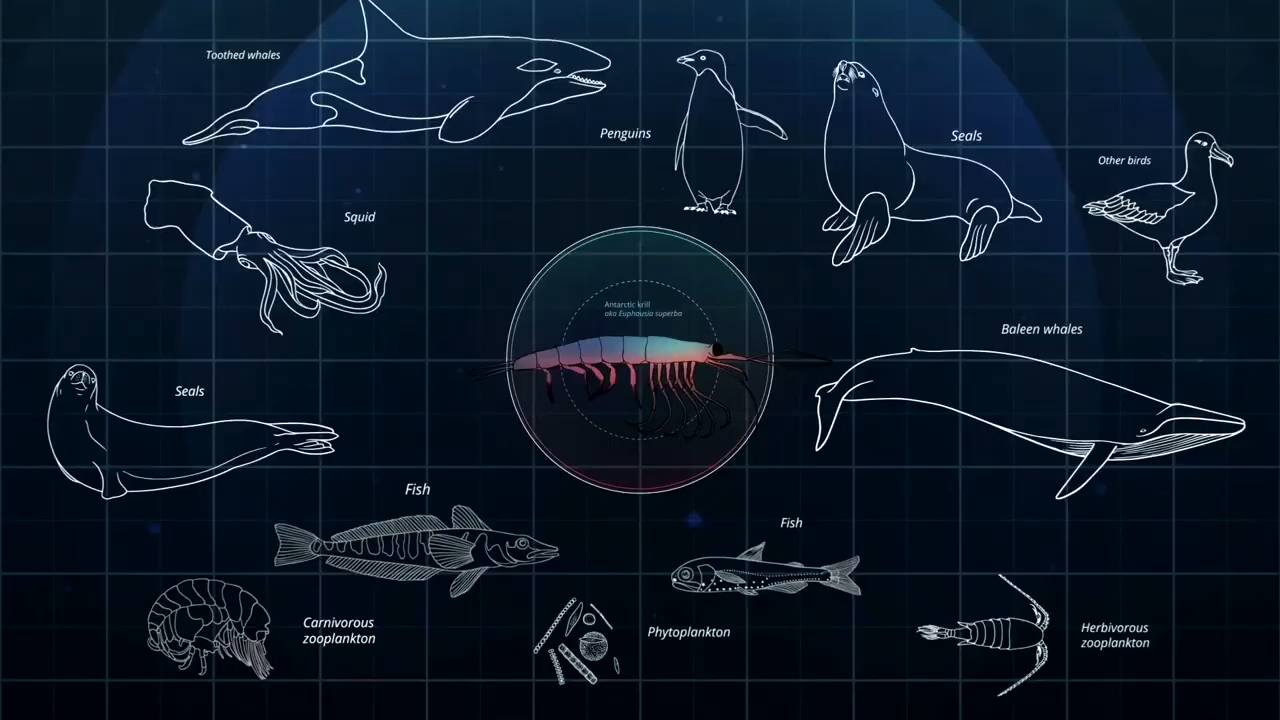 Toothed whales
Penguins
Seals
Other birds
Squid
Antarctic krill
aka Euphausia superba
Baleen whales
Seals
Fish
Fish
Carnivorous
zooplankton
Phytoplankton
Herbivorous
zooplankton